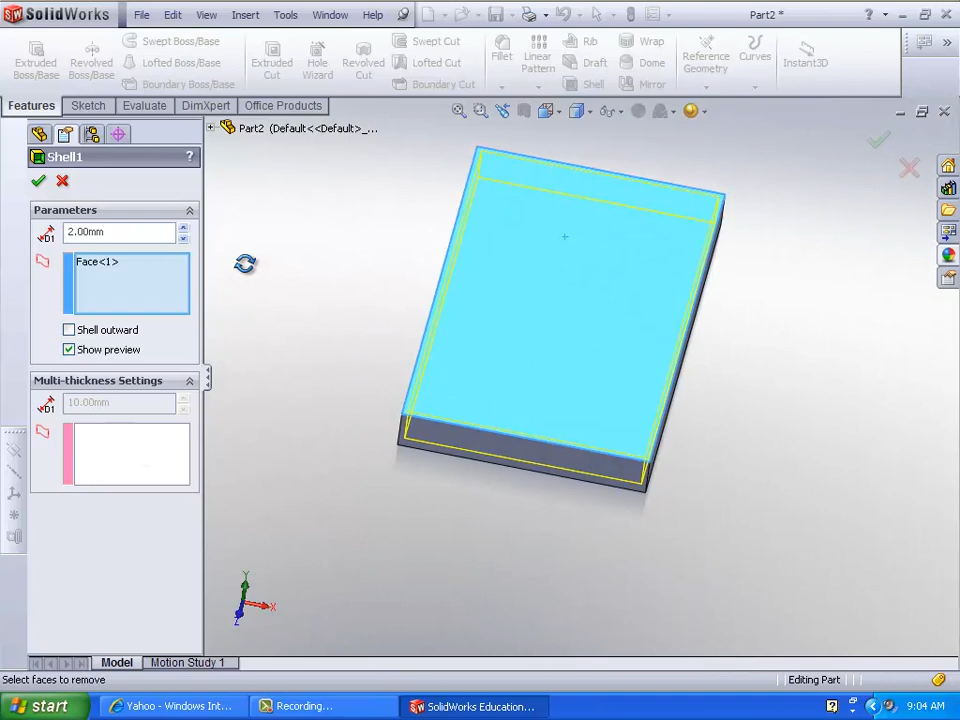 SolidWorks File Edit View Insert Tools Window Help Part2 *
Extruded Boss/Base
Revolved Boss/Base
Swept Boss/Base
Lofted Boss/Base
Boundary Boss/Base
Extruded Cut
Hole Wizard
Revolved Cut
Swept Cut
Lofted Cut
Boundary Cut
Fillet
Linear Pattern
Rib
Draft
Shell
Wrap
Dome
Mirror
Reference Geometry
Curves
Instant3D
Features Sketch Evaluate DimXpert Office Products
Part2 (Default<<Default>_...
Shell1 ?
Parameters
D1 2.00mm
Face<1>
Shell outward
Show preview
Multi-thickness Settings
D1 10.00mm
Y
X
Z
Model Motion Study 1
Select faces to remove Editing Part
start Yahoo - Windows Int... Recording... SolidWorks Education... 9:04 AM